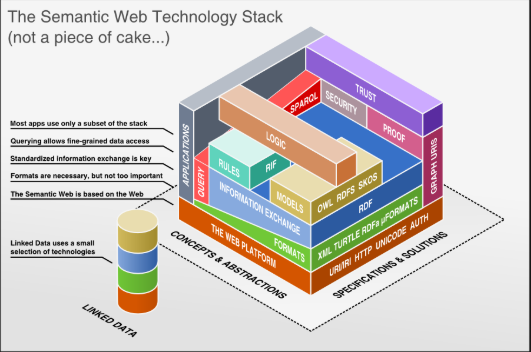 The Semantic Web Technology Stack
(not a piece of cake...)
Most apps use only a subset of the stack
Querying allows fine-grained data access
Standardized information exchange is key
Formats are necessary, but not too important
The Semantic Web is based on the Web
Linked Data uses a small
selection of technologies
LINKED DATA
APPLICATIONS
QUERY
SPARQL
TRUST
SECURITY
PROOF
GRAPH URIS
LOGIC
RULES
RIF
MODELS
OWL RDFS SKOS
INFORMATION EXCHANGE
RDF
FORMATS
XML TURTLE RDFa μFORMATS
THE WEB PLATFORM
URI/IRI HTTP UNICODE AUTH
CONCEPTS & ABSTRACTIONS
SPECIFICATIONS & SOLUTIONS